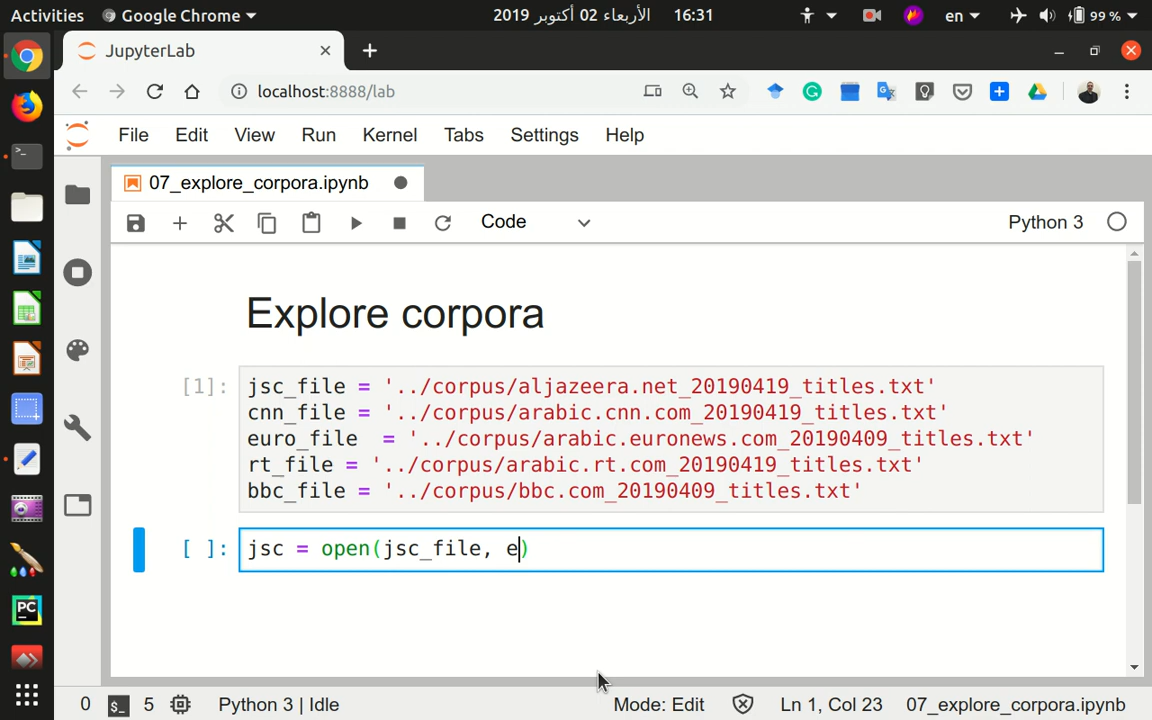 Activities Google Chrome الأربعاء 02 أكتوبر 2019 16:31 en 99 %
JupyterLab
localhost:8888/lab
File Edit View Run Kernel Tabs Settings Help
07_explore_corpora.ipynb
Code Python 3
Explore corpora
[1]: jsc_file = '../corpus/aljazeera.net_20190419_titles.txt'
cnn_file = '../corpus/arabic.cnn.com_20190419_titles.txt'
euro_file  = '../corpus/arabic.euronews.com_20190409_titles.txt'
rt_file = '../corpus/arabic.rt.com_20190419_titles.txt'
bbc_file = '../corpus/bbc.com_20190409_titles.txt'
[ ]: jsc = open(jsc_file, e)
PC
0 $_ 5 Python 3 | Idle Mode: Edit Ln 1, Col 23 07_explore_corpora.ipynb